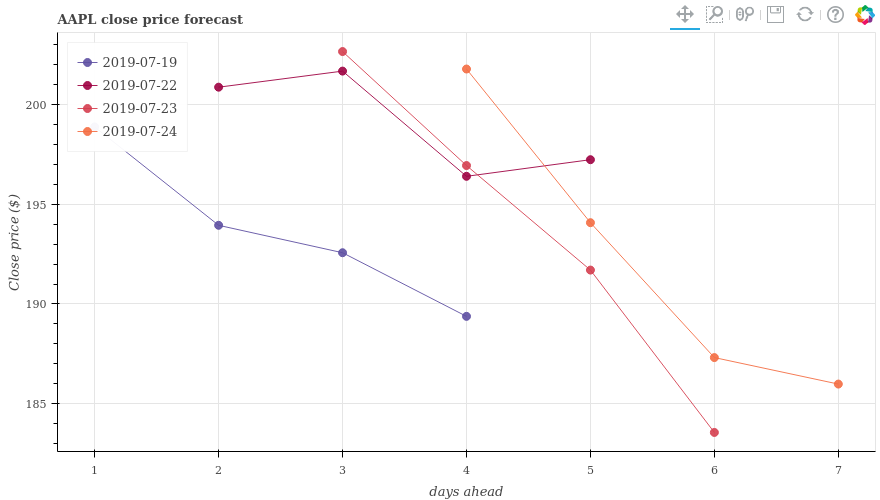 AAPL close price forecast
2019-07-19
2019-07-22
2019-07-23
2019-07-24
Close price ($)
200
195
190
185
1 2 3 4 5 6 7
days ahead